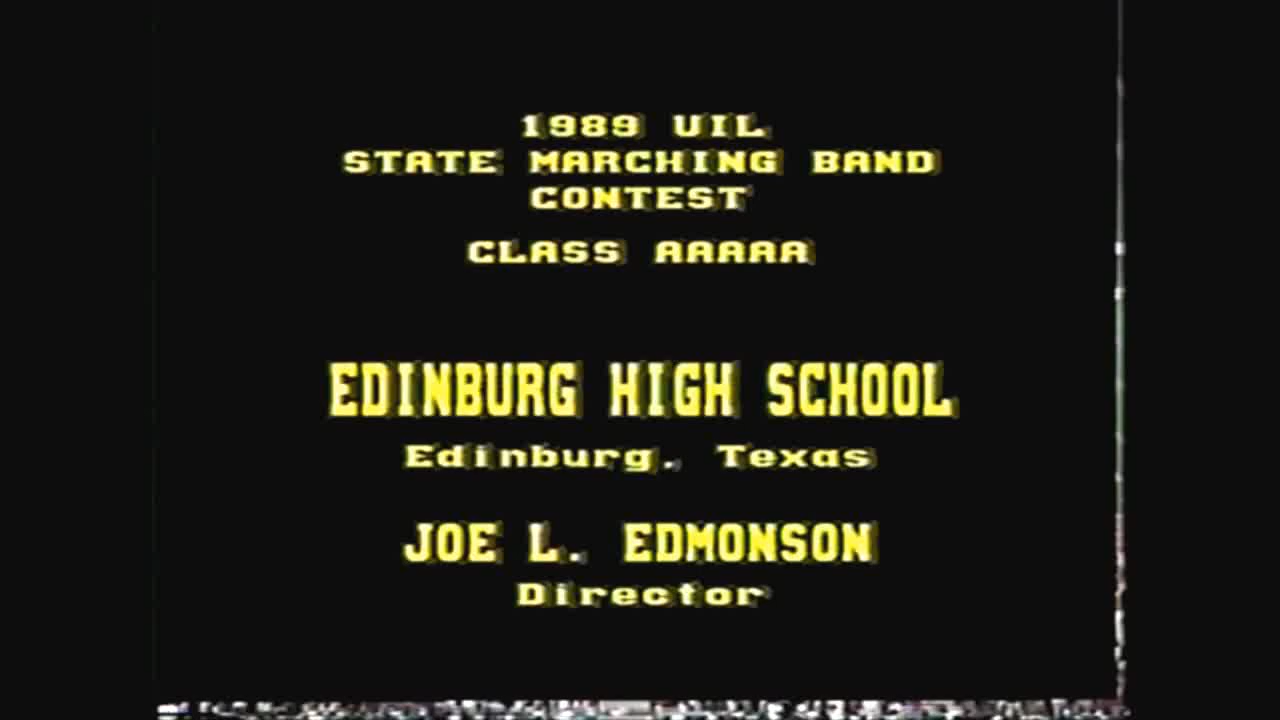 1989 UIL
STATE MARCHING BAND
CONTEST
CLASS AAAAA
EDINBURG HIGH SCHOOL
Edinburg, Texas
JOE L. EDMONSON
Director